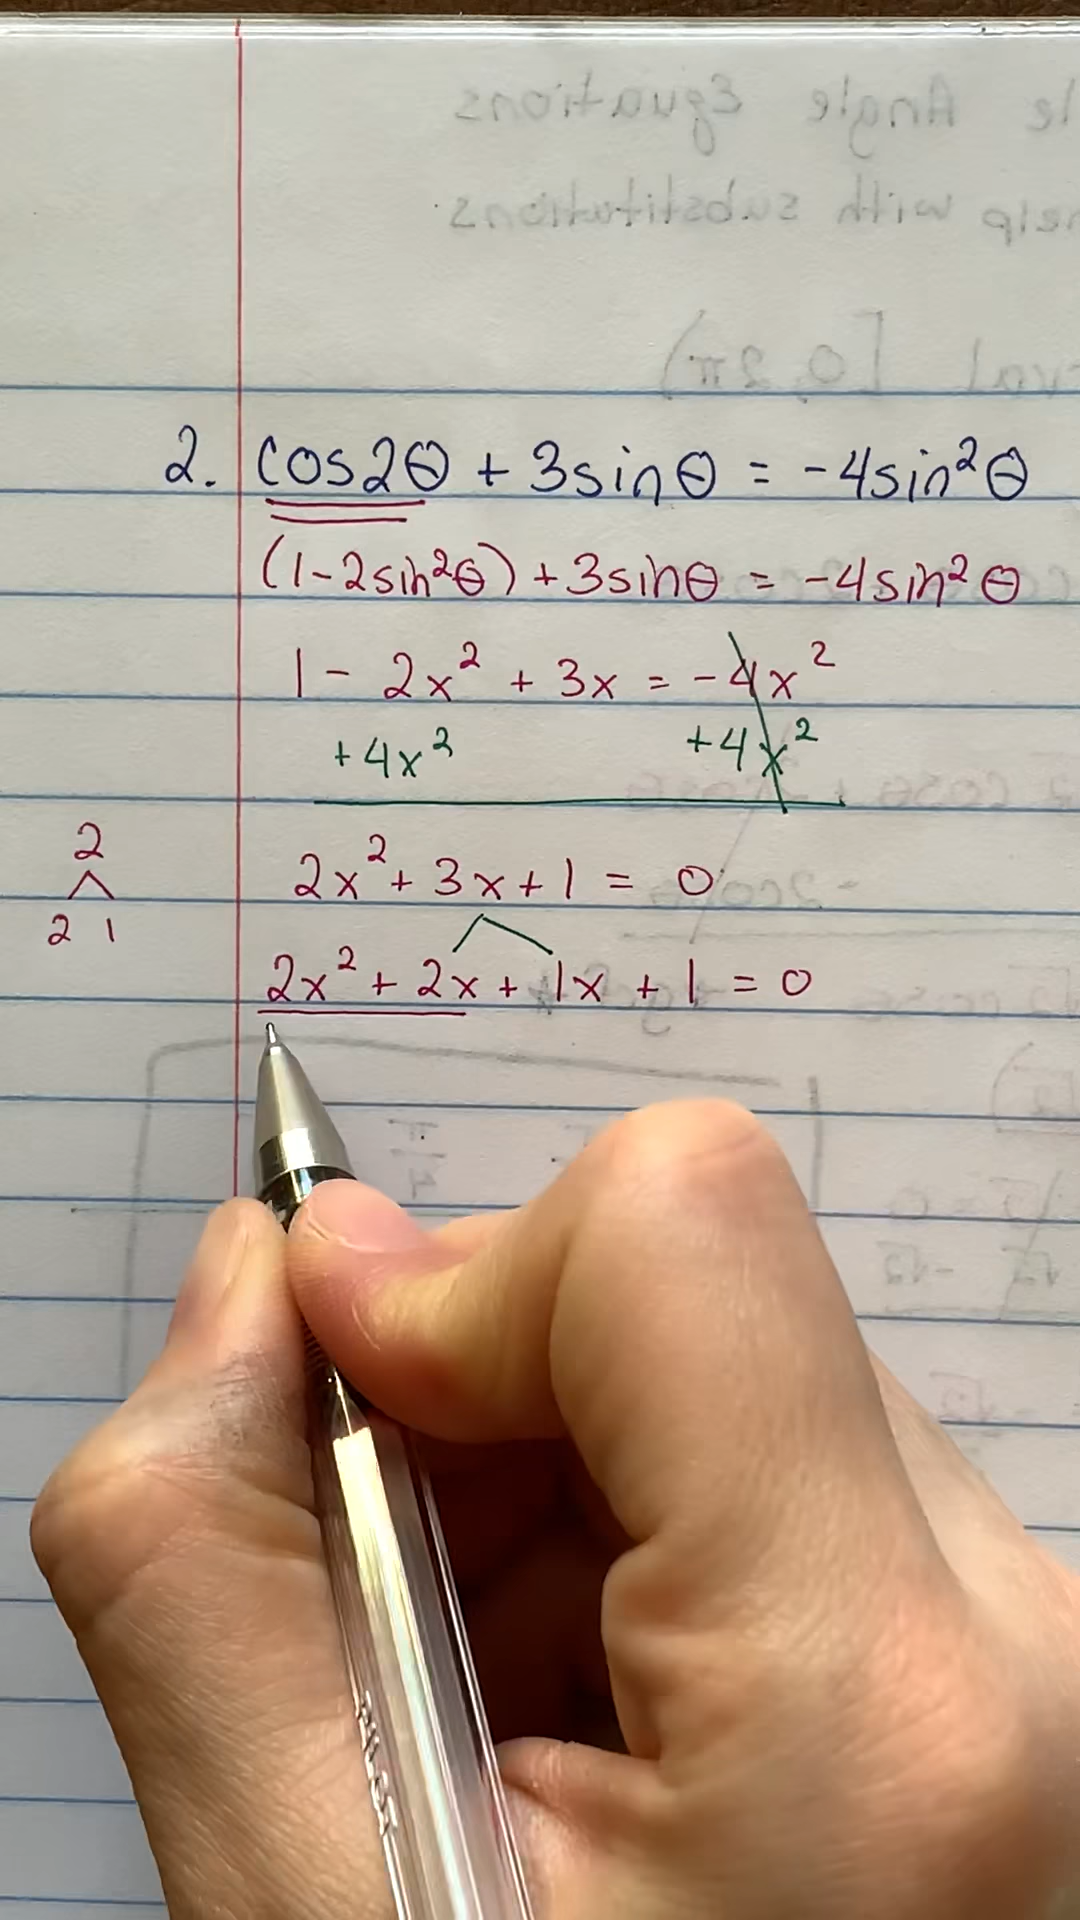 2. cos2θ + 3sinθ = -4sin²θ
(1-2sin²θ) + 3sinθ = -4sin²θ
1 - 2x² + 3x = -4x²
+4x² +4x²
2
2 1
2x² + 3x + 1 = 0
2x² + 2x + 1x + 1 = 0